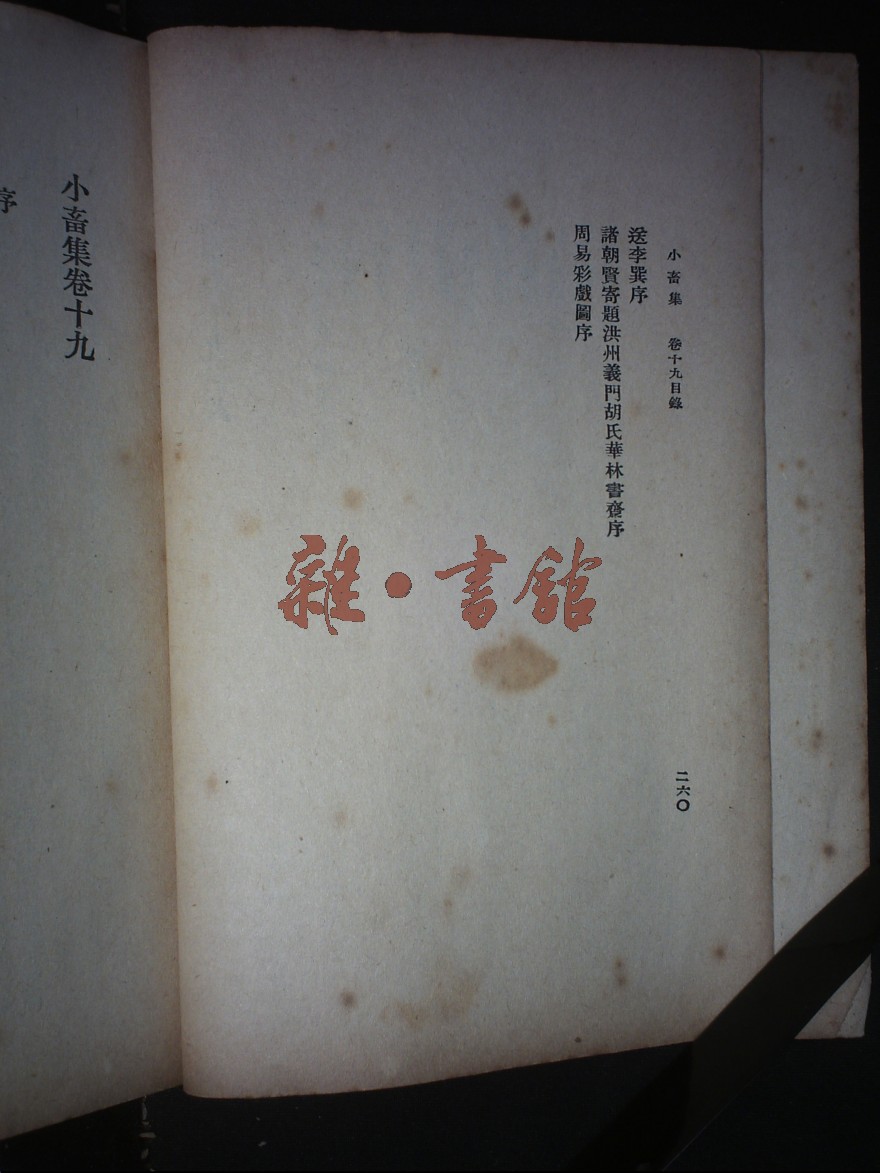 小畜集　卷十九目錄
送李巽序
諸朝賢寄題洪州義門胡氏華林書齋序
周易彩戲圖序
二六〇
雜·書館
小畜集卷十九
序